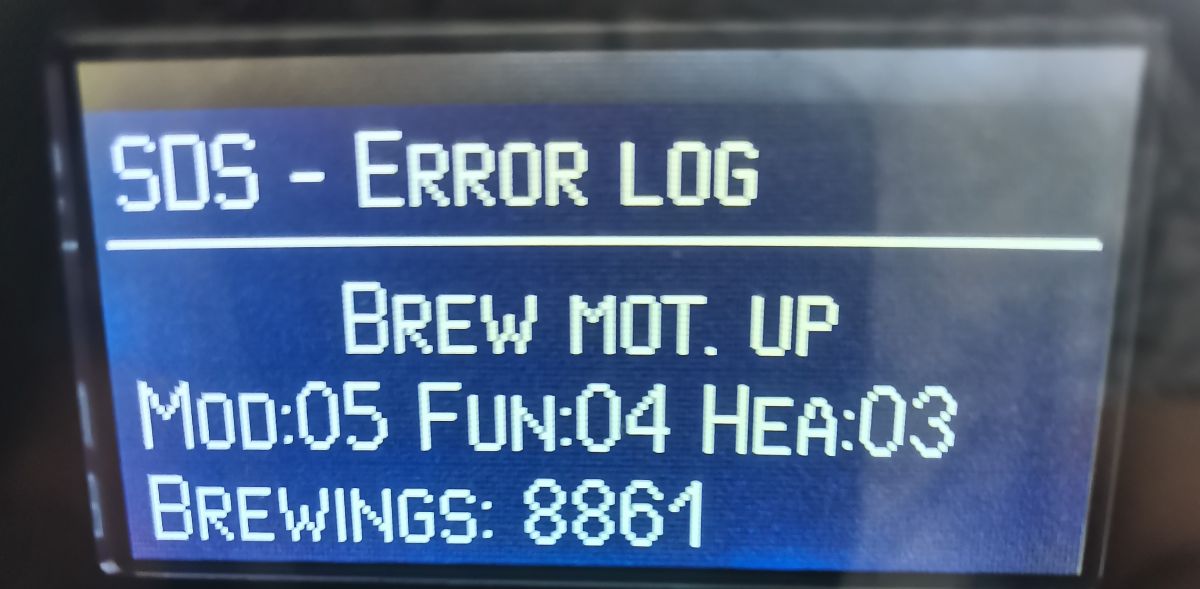 SDS - ERROR LOG
BREW MOT. UP
MOD:05 FUN:04 HEA:03
BREWINGS: 8861